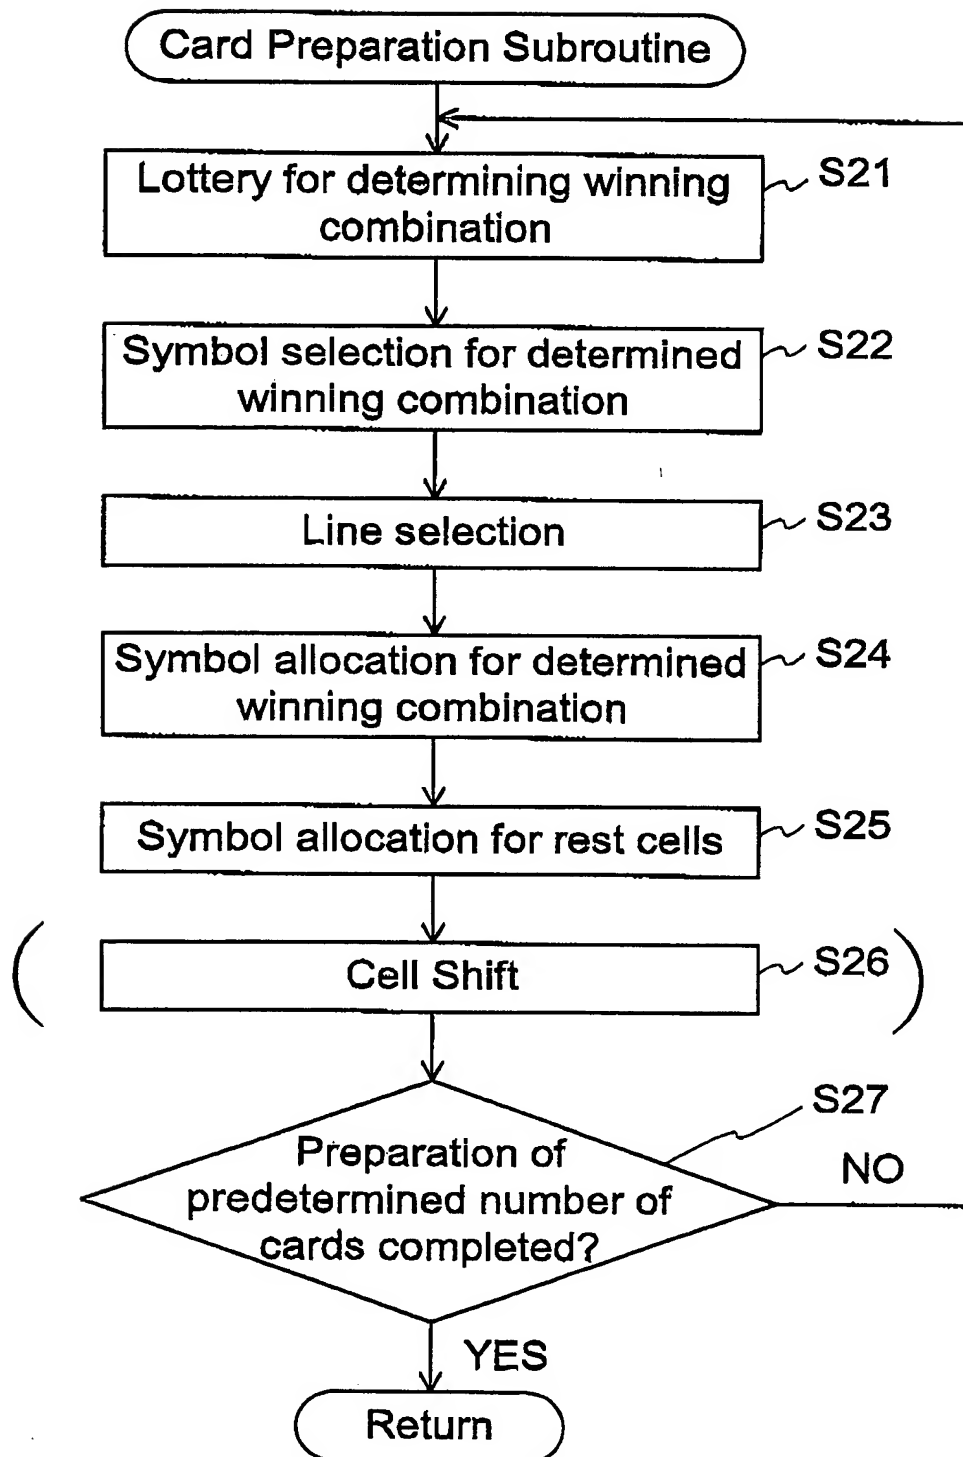 Card Preparation Subroutine
Lottery for determining winning
combination
S21
Symbol selection for determined
winning combination
S22
Line selection
S23
Symbol allocation for determined
winning combination
S24
Symbol allocation for rest cells
S25
Cell Shift
S26
S27
Preparation of
predetermined number of
cards completed?
NO
YES
Return